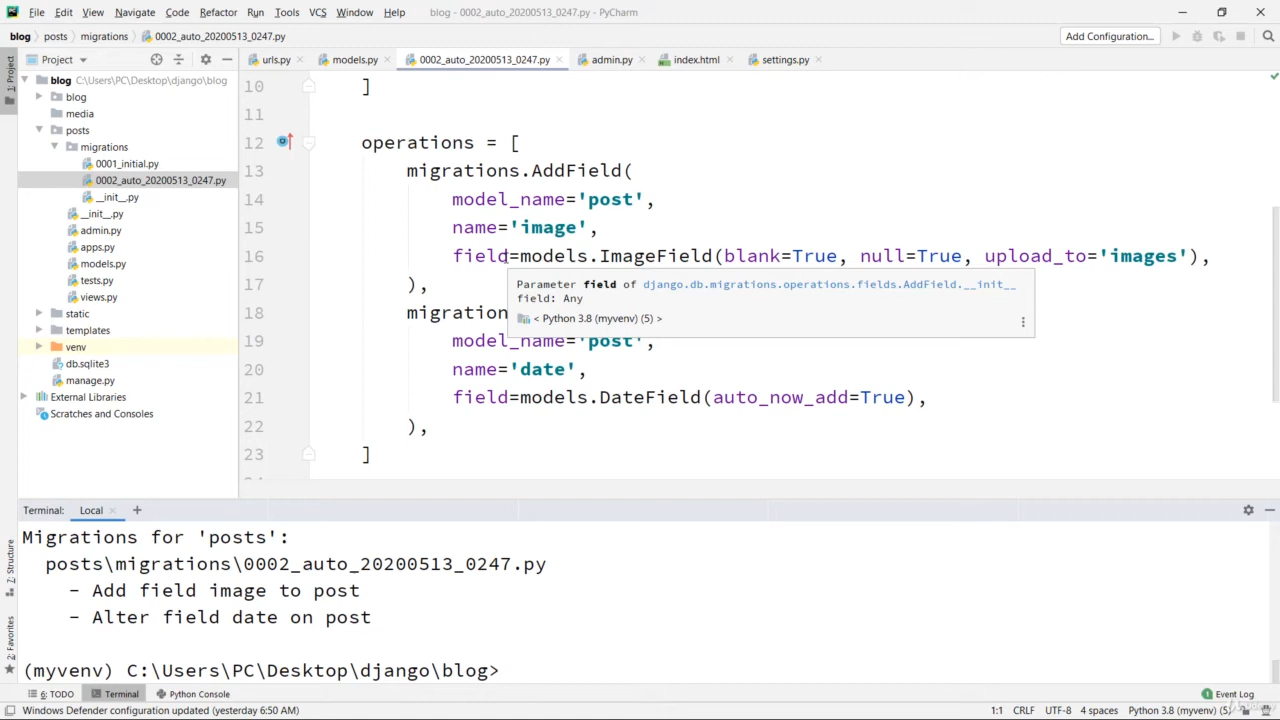 File Edit View Navigate Code Refactor Run Tools VCS Window Help blog - 0002_auto_20200513_0247.py - PyCharm
blog posts migrations 0002_auto_20200513_0247.py Add Configuration...
Project urls.py models.py 0002_auto_20200513_0247.py admin.py index.html settings.py
1: Project
blog C:\Users\PC\Desktop\django\blog
blog
media
posts
migrations
0001_initial.py
0002_auto_20200513_0247.py
__init__.py
__init__.py
admin.py
apps.py
models.py
tests.py
views.py
static
templates
venv
db.sqlite3
manage.py
External Libraries
Scratches and Consoles
10 ]
11
12 operations = [
13 migrations.AddField(
14 model_name='post',
15 name='image',
16 field=models.ImageField(blank=True, null=True, upload_to='images'),
17 ),
18 migration
19 model_name='post',
20 name='date',
21 field=models.DateField(auto_now_add=True),
22 ),
23 ]
Parameter field of django.db.migrations.operations.fields.AddField.__init__
field: Any
< Python 3.8 (myvenv) (5) >
Terminal: Local +
Migrations for 'posts':
posts\migrations\0002_auto_20200513_0247.py
- Add field image to post
- Alter field date on post
(myvenv) C:\Users\PC\Desktop\django\blog>
Z: Structure
2: Favorites
6: TODO Terminal Python Console Event Log
Windows Defender configuration updated (yesterday 6:50 AM) 1:1 CRLF UTF-8 4 spaces Python 3.8 (myvenv) (5)